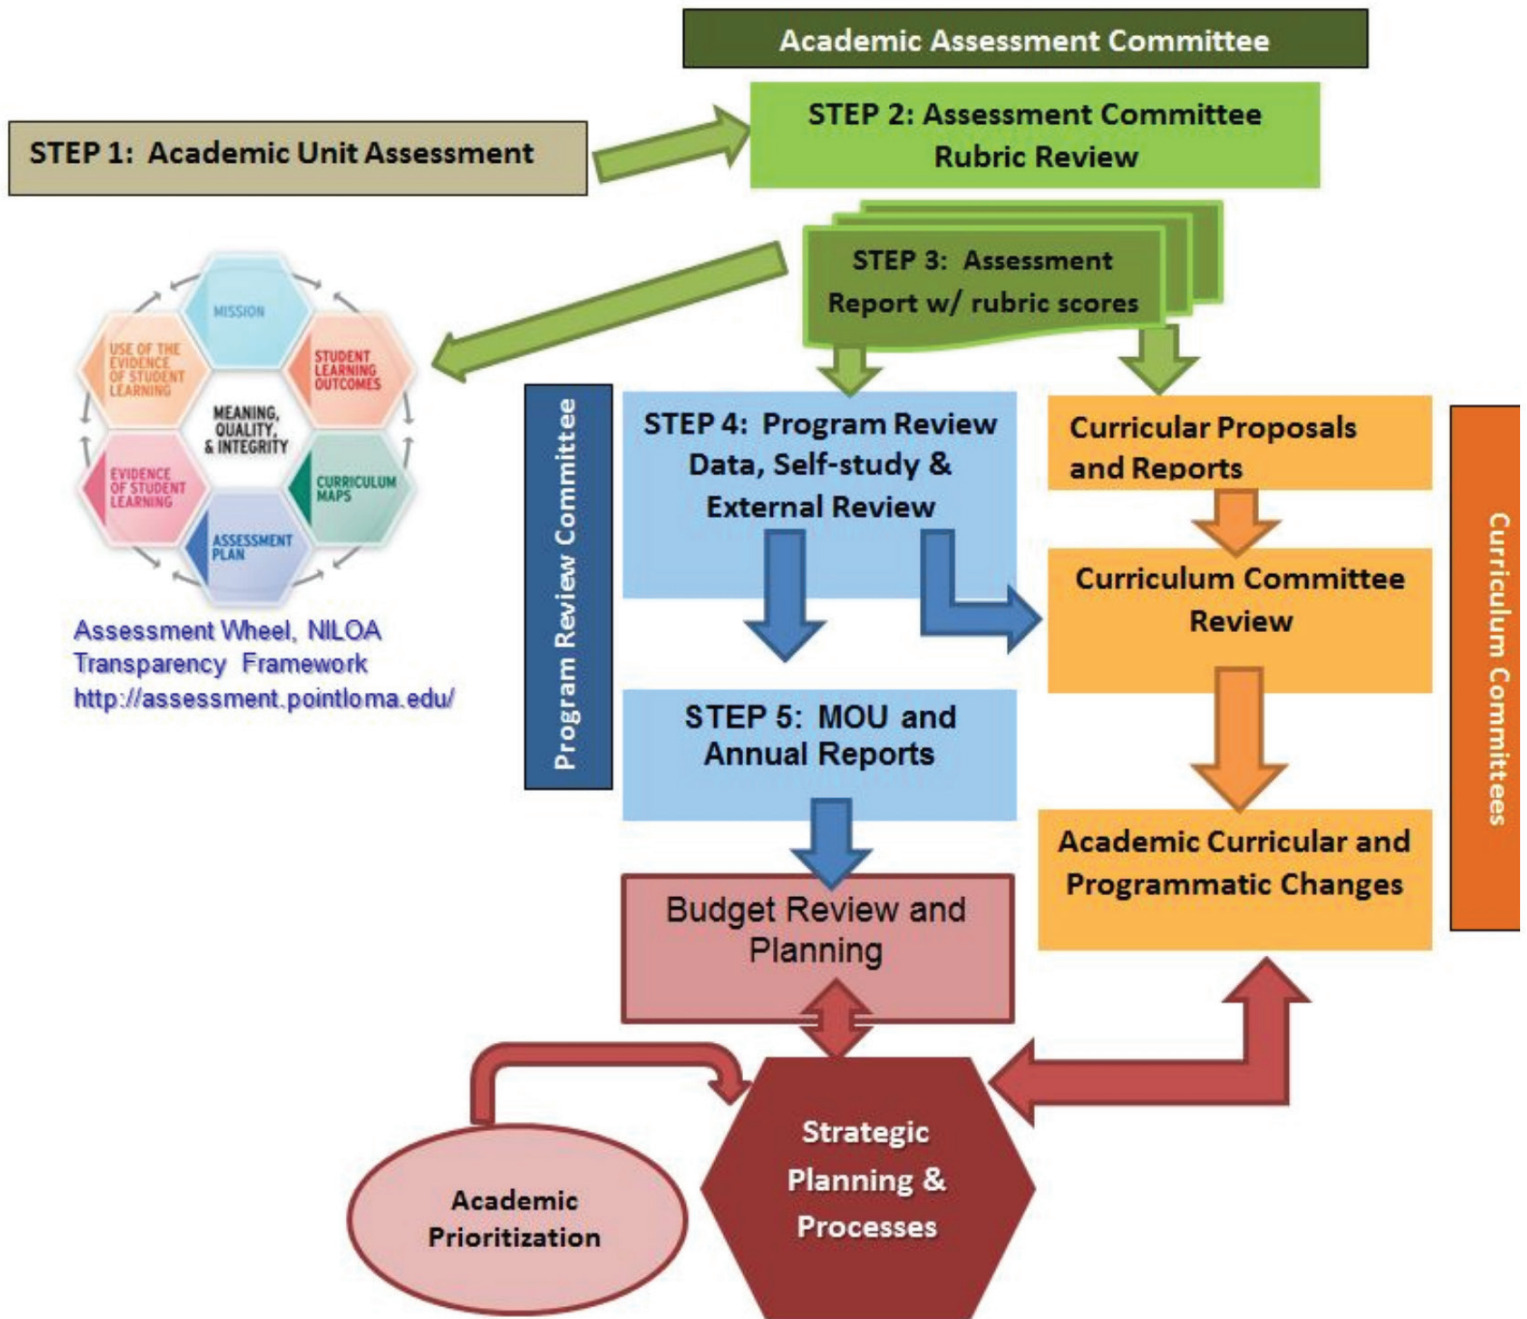 Academic Assessment Committee
STEP 1: Academic Unit Assessment
STEP 2: Assessment Committee
Rubric Review
STEP 3: Assessment
Report w/ rubric scores
MISSION
STUDENT
LEARNING
OUTCOMES
CURRICULUM
MAPS
ASSESSMENT
PLAN
EVIDENCE
OF STUDENT
LEARNING
USE OF THE
EVIDENCE
OF STUDENT
LEARNING
MEANING,
QUALITY,
& INTEGRITY
Assessment Wheel, NILOA
Transparency Framework
http://assessment.pointloma.edu/
Program Review Committee
STEP 4: Program Review
Data, Self-study &
External Review
STEP 5: MOU and
Annual Reports
Curricular Proposals
and Reports
Curriculum Committee
Review
Academic Curricular and
Programmatic Changes
Curriculum Committees
Budget Review and
Planning
Academic
Prioritization
Strategic
Planning &
Processes